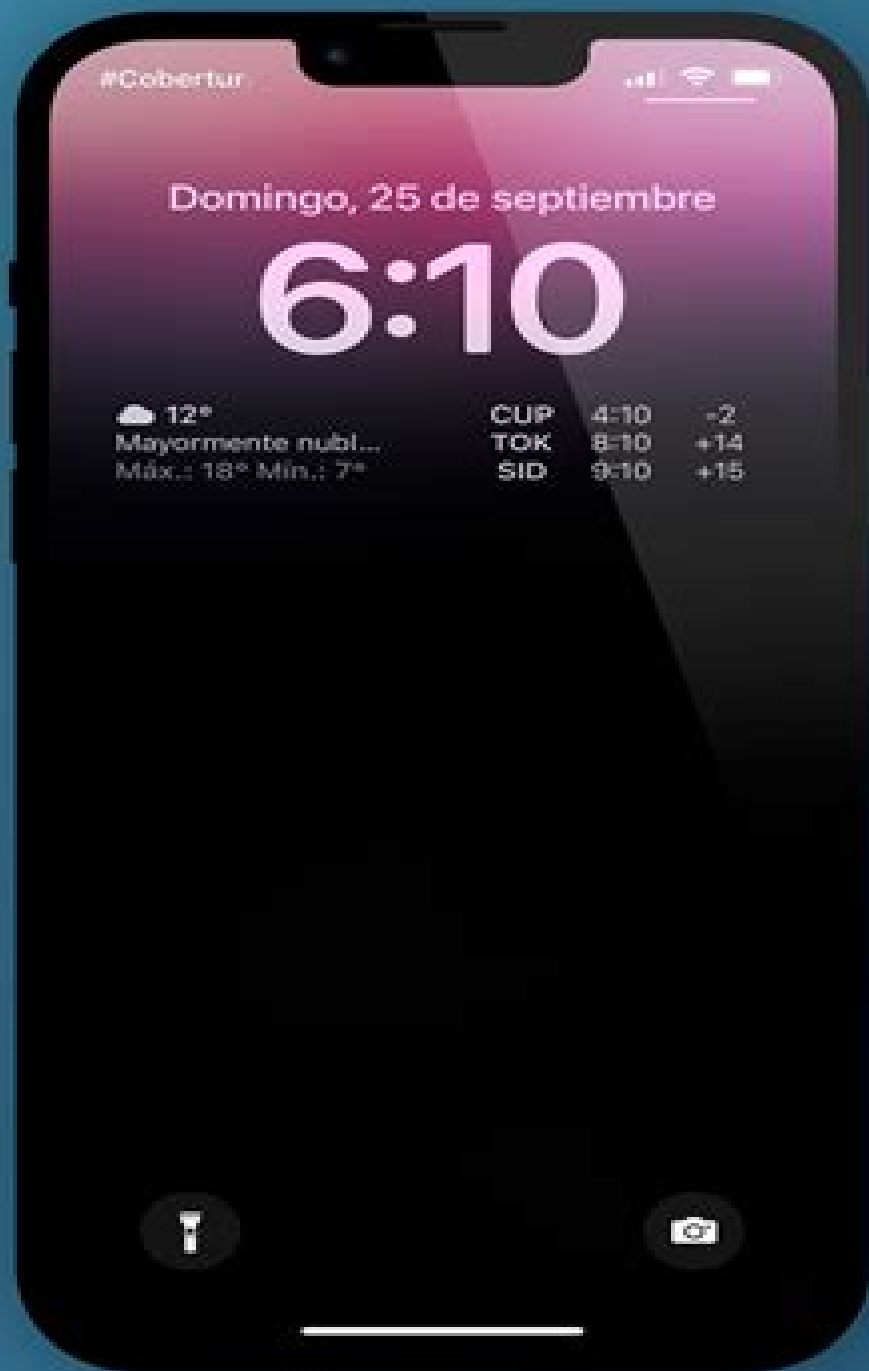 #Cobertur
Domingo, 25 de septiembre
6:10
12°
Mayormente nubl...
Máx.: 18° Mín.: 7°
CUP 4:10 -2
TOK 8:10 +14
SID 9:10 +15